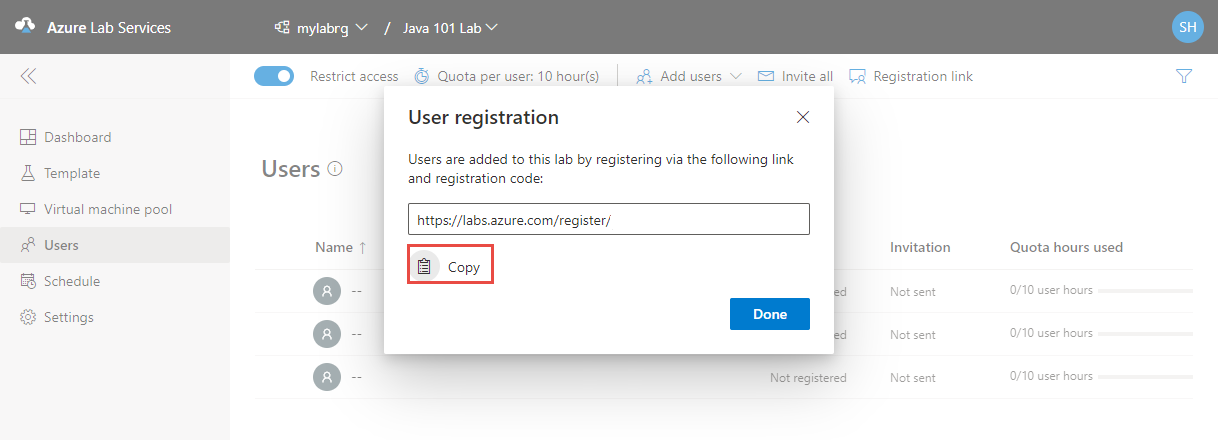 Azure Lab Services mylabrg / Java 101 Lab SH
Restrict access Quota per user: 10 hour(s) Add users Invite all Registration link
Dashboard
Template
Virtual machine pool
Users
Schedule
Settings
Users
Name ↑ Invitation Quota hours used
-- Not sent 0/10 user hours
-- Not sent 0/10 user hours
-- Not registered Not sent 0/10 user hours
User registration
Users are added to this lab by registering via the following link
and registration code:
https://labs.azure.com/register/
Copy
Done